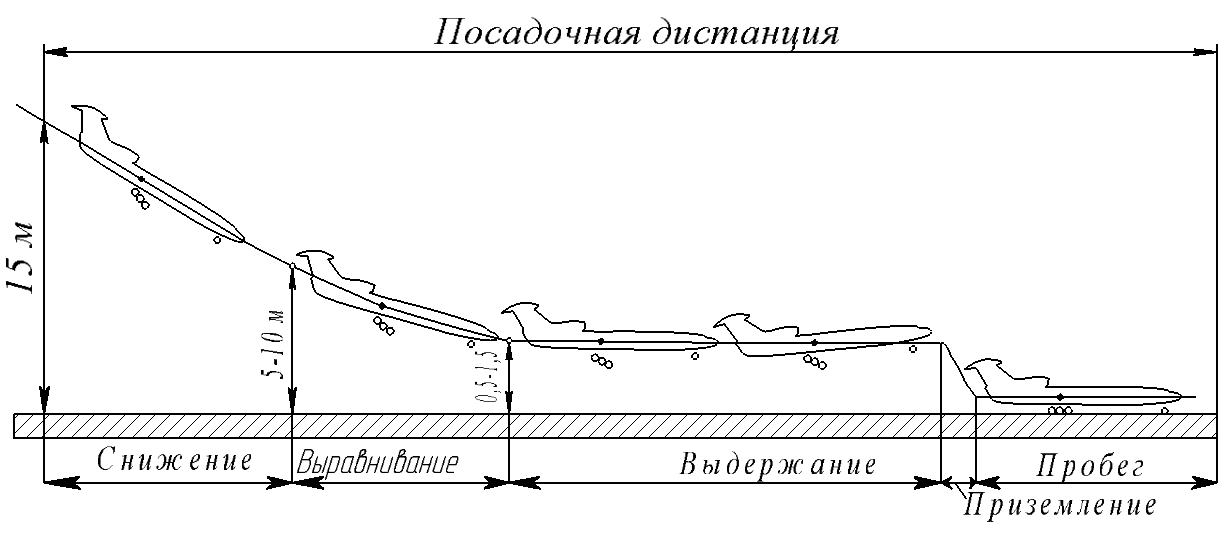 Посадочная дистанция
15 м
5-10 м
0,5-1,5
Снижение
Выравнивание
Выдержание
Пробег
Приземление